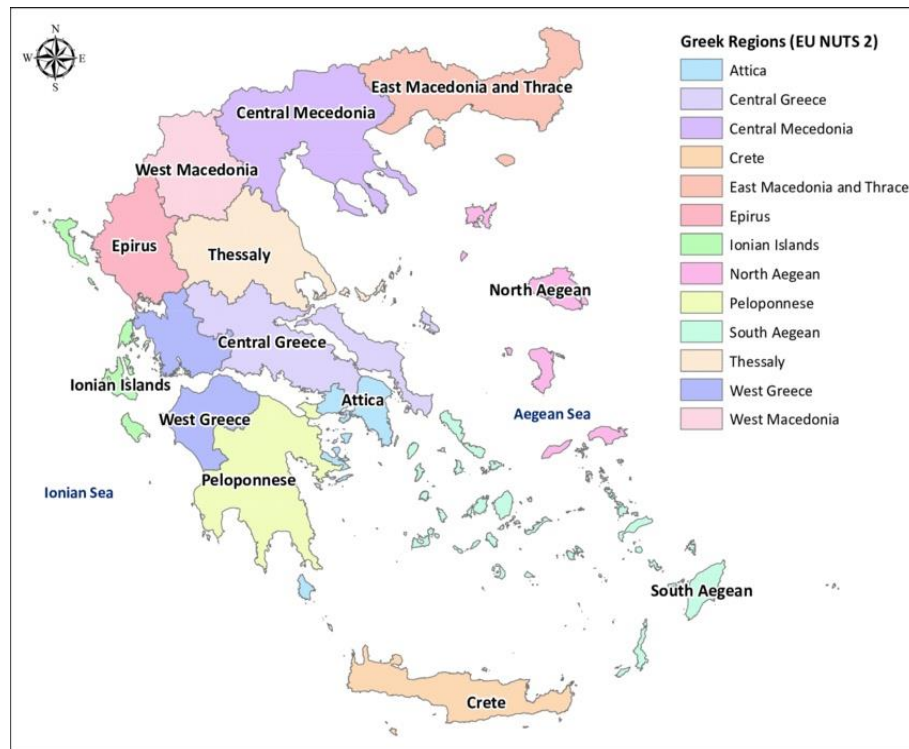 N
W E
S
Greek Regions (EU NUTS 2)
Attica
Central Greece
Central Mecedonia
Crete
East Macedonia and Thrace
Epirus
Ionian Islands
North Aegean
Peloponnese
South Aegean
Thessaly
West Greece
West Macedonia
East Macedonia and Thrace
Central Mecedonia
West Macedonia
Epirus
Thessaly
North Aegean
Central Greece
Ionian Islands
Attica
West Greece
Aegean Sea
Peloponnese
Ionian Sea
South Aegean
Crete